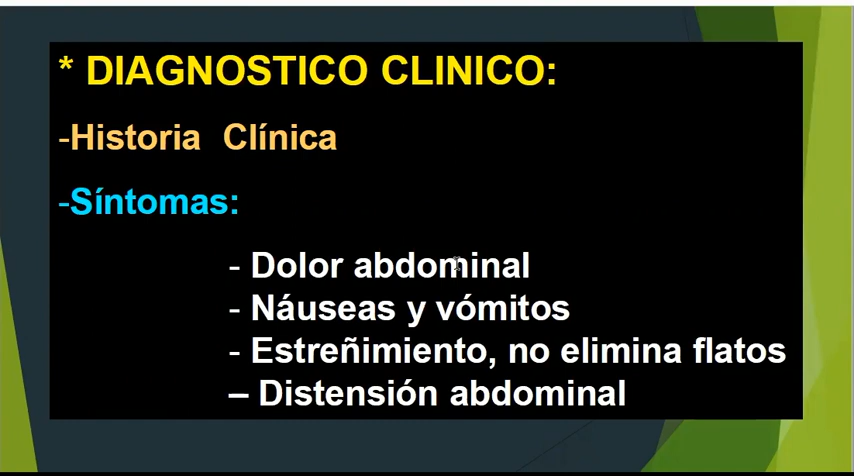 * DIAGNOSTICO CLINICO:
-Historia Clínica
-Síntomas:
- Dolor abdominal
- Náuseas y vómitos
- Estreñimiento, no elimina flatos
– Distensión abdominal